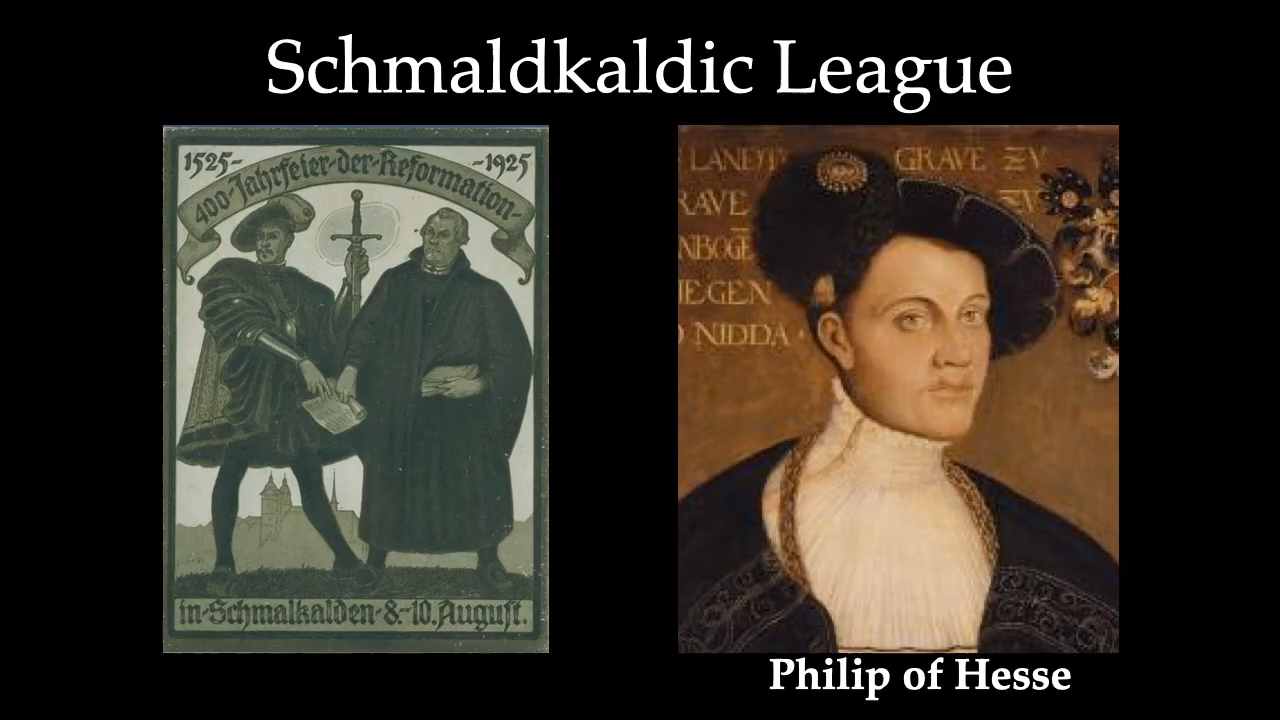 Schmaldkaldic League
1525-
-1925
400-Jahrfeier-der-Reformation-
in-Schmalkalden-8.-10.August.
LANDT
GRAVE ZV
RAVE
ZV
NBOGE
IEGEN
NIDDA
Philip of Hesse